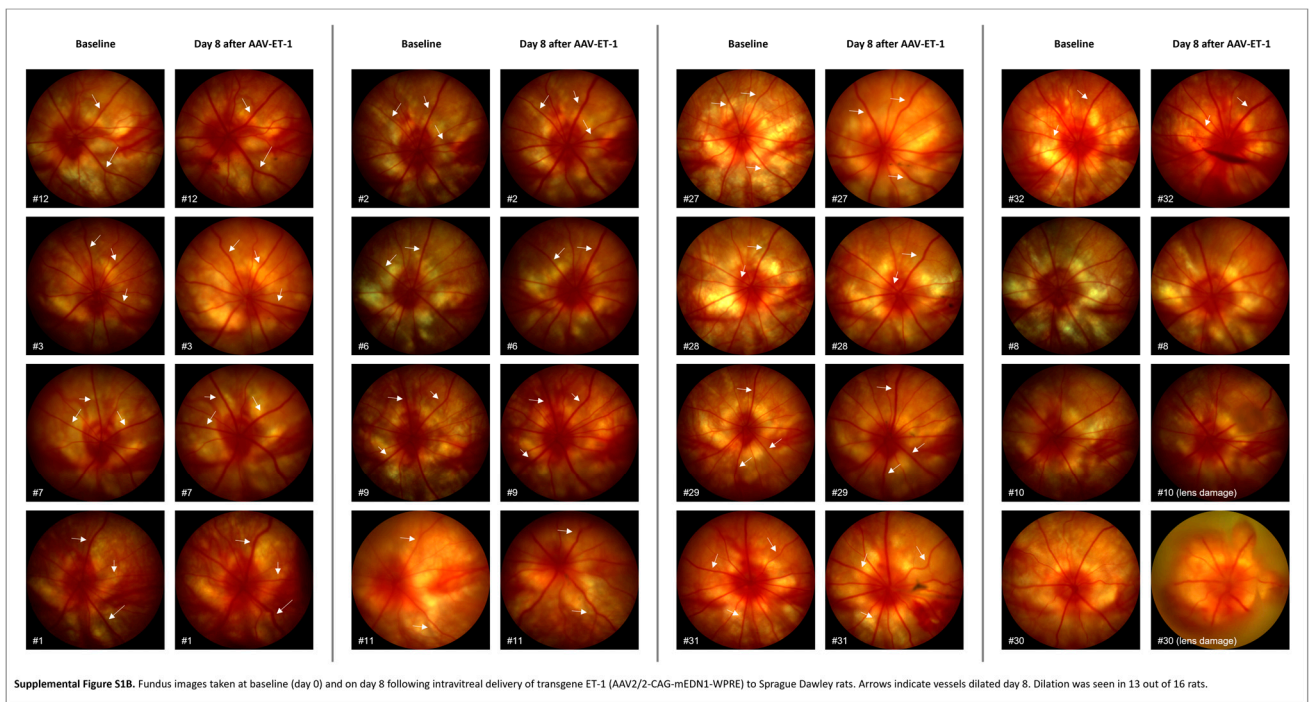 Baseline Day 8 after AAV-ET-1 Baseline Day 8 after AAV-ET-1 Baseline Day 8 after AAV-ET-1 Baseline Day 8 after AAV-ET-1
#12 #12 #2 #2 #27 #27 #32 #32
#3 #3 #6 #6 #28 #28 #8 #8
#7 #7 #9 #9 #29 #29 #10 #10 (lens damage)
#1 #1 #11 #11 #31 #31 #30 #30 (lens damage)
Supplemental Figure S1B. Fundus images taken at baseline (day 0) and on day 8 following intravitreal delivery of transgene ET-1 (AAV2/2-CAG-mEDN1-WPRE) to Sprague Dawley rats. Arrows indicate vessels dilated day 8. Dilation was seen in 13 out of 16 rats.